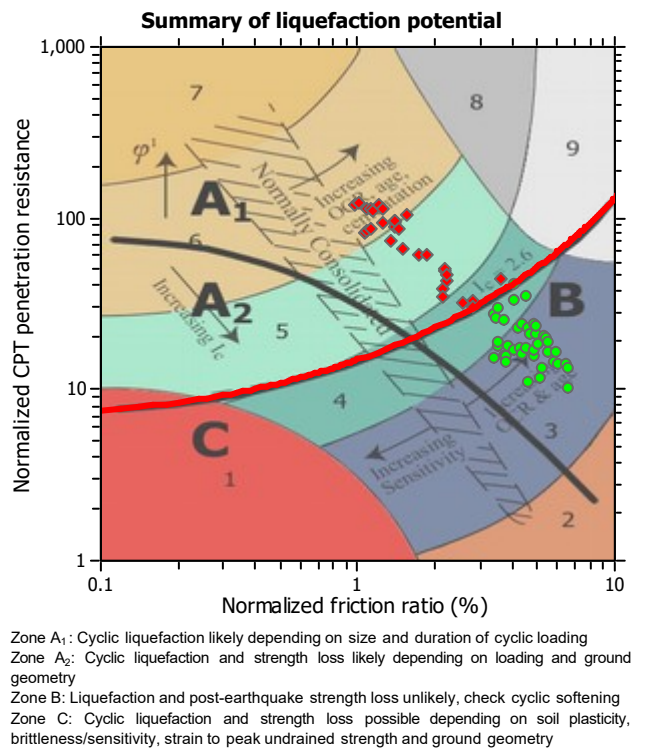 Summary of liquefaction potential
1,000
100
10
1
Normalized CPT penetration resistance
0.1
1
10
Normalized friction ratio (%)
7
8
9
φ'
A1
6
A2
5
4
B
3
C
1
2
Normally Consolidated
Increasing
OCR, age,
cementation
Ic = 2.6
Increasing Ic
Increasing
OCR & age
Increasing
Sensitivity
Zone A1: Cyclic liquefaction likely depending on size and duration of cyclic loading
Zone A2: Cyclic liquefaction and strength loss likely depending on loading and ground
geometry
Zone B: Liquefaction and post-earthquake strength loss unlikely, check cyclic softening
Zone C: Cyclic liquefaction and strength loss possible depending on soil plasticity,
brittleness/sensitivity, strain to peak undrained strength and ground geometry